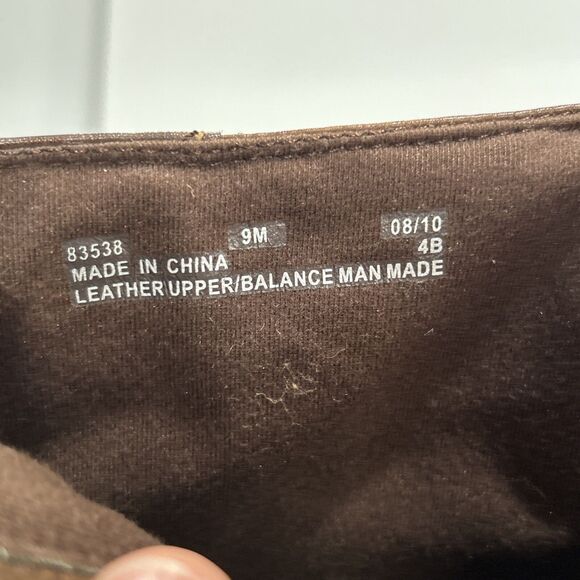 83538 9M 08/10
4B
MADE IN CHINA
LEATHER UPPER/BALANCE MAN MADE